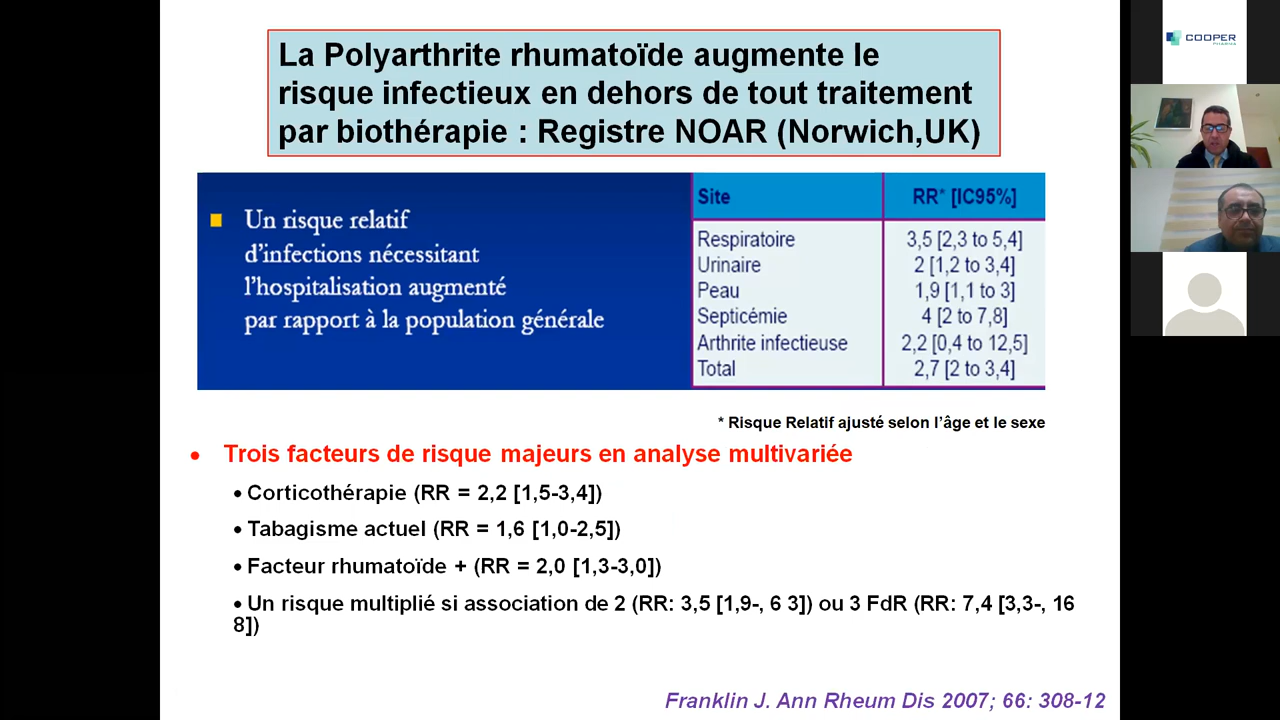 La Polyarthrite rhumatoïde augmente le
risque infectieux en dehors de tout traitement
par biothérapie : Registre NOAR (Norwich,UK)
Un risque relatif
d'infections nécessitant
l'hospitalisation augmenté
par rapport à la population générale
Site RR* [IC95%]
Respiratoire 3,5 [2,3 to 5,4]
Urinaire 2 [1,2 to 3,4]
Peau 1,9 [1,1 to 3]
Septicémie 4 [2 to 7,8]
Arthrite infectieuse 2,2 [0,4 to 12,5]
Total 2,7 [2 to 3,4]
* Risque Relatif ajusté selon l'âge et le sexe
• Trois facteurs de risque majeurs en analyse multivariée
• Corticothérapie (RR = 2,2 [1,5-3,4])
• Tabagisme actuel (RR = 1,6 [1,0-2,5])
• Facteur rhumatoïde + (RR = 2,0 [1,3-3,0])
• Un risque multiplié si association de 2 (RR: 3,5 [1,9-, 6 3]) ou 3 FdR (RR: 7,4 [3,3-, 16
8])
Franklin J. Ann Rheum Dis 2007; 66: 308-12
COOPER
PHARMA